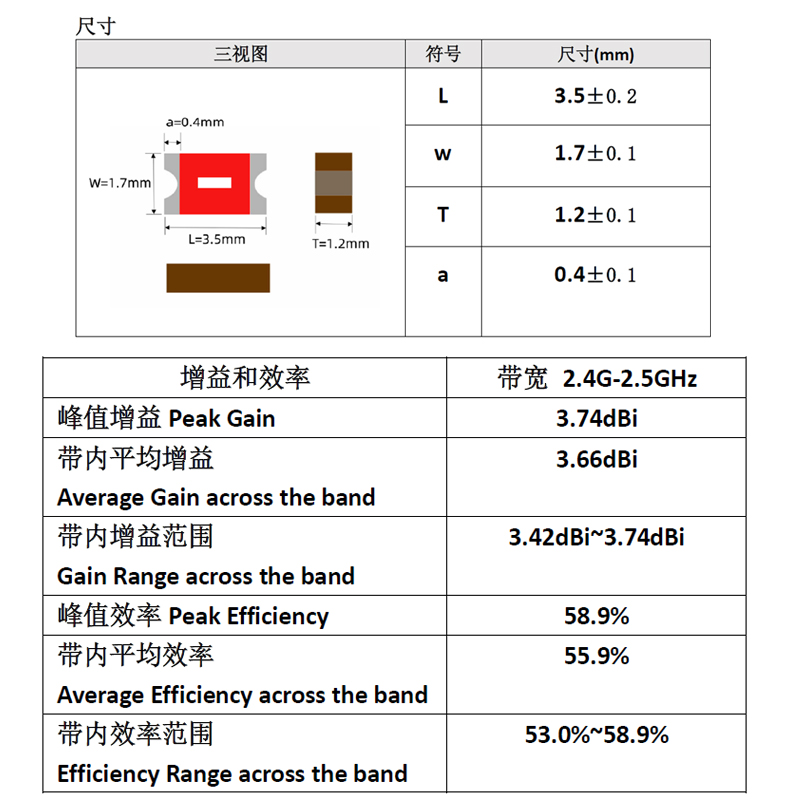 尺寸
三视图 符号 尺寸(mm)
a=0.4mm
W=1.7mm
L=3.5mm
T=1.2mm
L 3.5±0.2
w 1.7±0.1
T 1.2±0.1
a 0.4±0.1
增益和效率 带宽 2.4G-2.5GHz
峰值增益 Peak Gain 3.74dBi
带内平均增益 3.66dBi
Average Gain across the band
带内增益范围 3.42dBi~3.74dBi
Gain Range across the band
峰值效率 Peak Efficiency 58.9%
带内平均效率 55.9%
Average Efficiency across the band
带内效率范围 53.0%~58.9%
Efficiency Range across the band